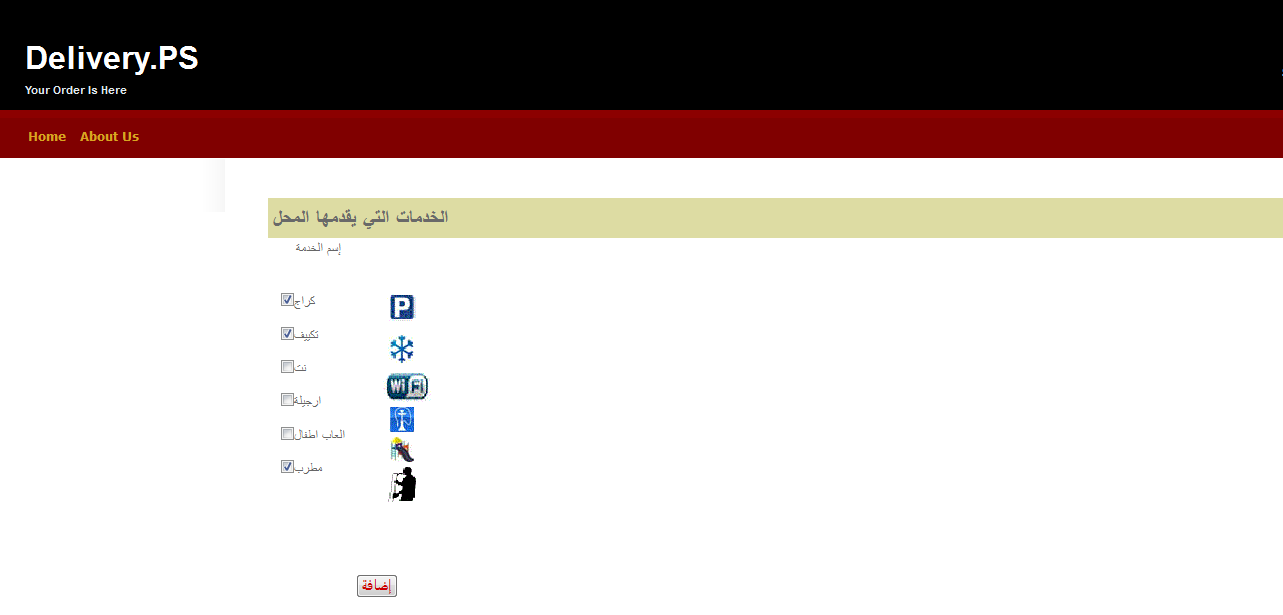 Delivery.PS
Your Order Is Here
Home About Us
الخدمات التي يقدمها المحل
إسم الخدمة
كراج
P
تكييف
نت
WiFi
ارجيلة
العاب اطفال
مطرب
إضافة